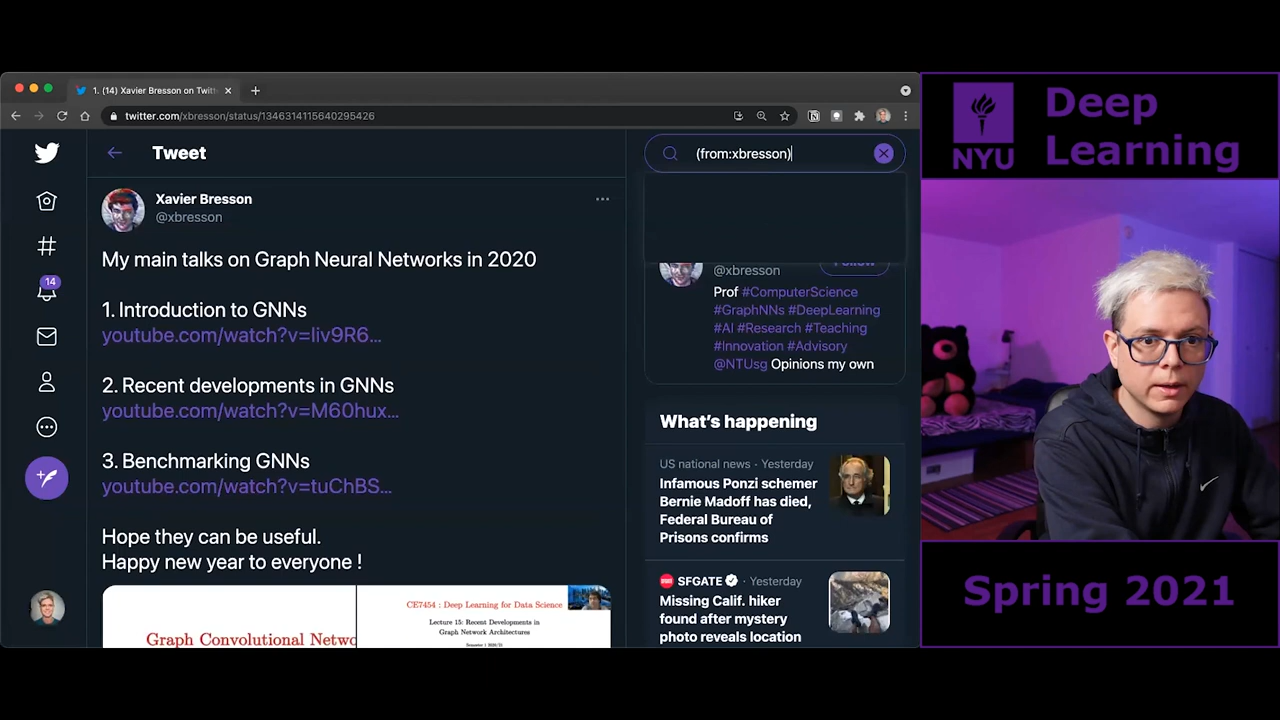 1. (14) Xavier Bresson on Twitt
twitter.com/xbresson/status/1346314115640295426
Tweet
Xavier Bresson
@xbresson
My main talks on Graph Neural Networks in 2020
1. Introduction to GNNs
youtube.com/watch?v=Iiv9R6…
2. Recent developments in GNNs
youtube.com/watch?v=M60hux…
3. Benchmarking GNNs
youtube.com/watch?v=tuChBS…
Hope they can be useful.
Happy new year to everyone !
Graph Convolutional Netwo
CE7454 : Deep Learning for Data Science
Lecture 15: Recent Developments in
Graph Network Architectures
Semester 1 2020/21
14
(from:xbresson)
@xbresson
Follow
Prof #ComputerScience
#GraphNNs #DeepLearning
#AI #Research #Teaching
#Innovation #Advisory
@NTUsg Opinions my own
What's happening
US national news · Yesterday
Infamous Ponzi schemer
Bernie Madoff has died,
Federal Bureau of
Prisons confirms
SFGATE · Yesterday
Missing Calif. hiker
found after mystery
photo reveals location
NYU
Deep
Learning
Spring 2021